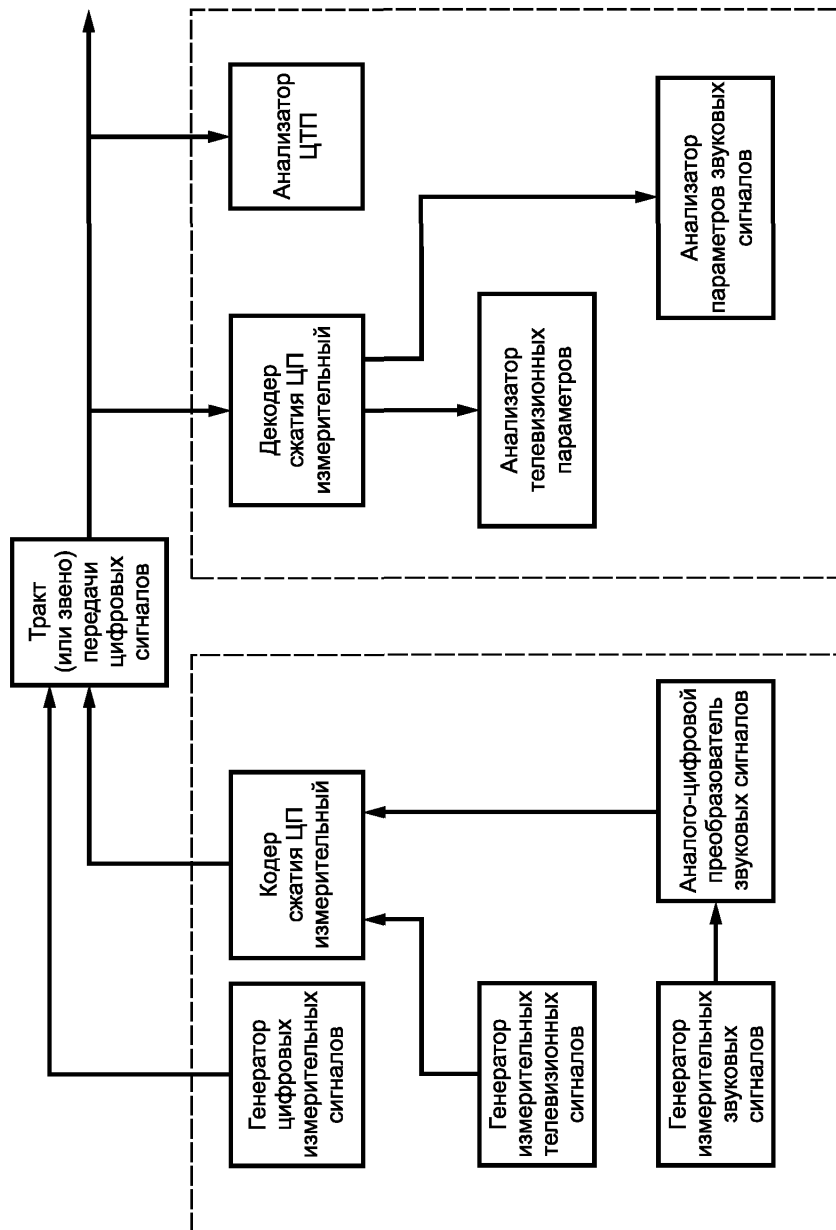 Генератор
цифровых
измерительных
сигналов
Кодер
сжатия ЦП
измерительный
Тракт
(или звено)
передачи
цифровых
сигналов
Декодер
сжатия ЦП
измерительный
Анализатор
ЦТП
Генератор
измерительных
телевизионных
сигналов
Анализатор
телевизионных
параметров
Генератор
измерительных
звуковых
сигналов
Аналого-цифровой
преобразователь
звуковых сигналов
Анализатор
параметров звуковых
сигналов